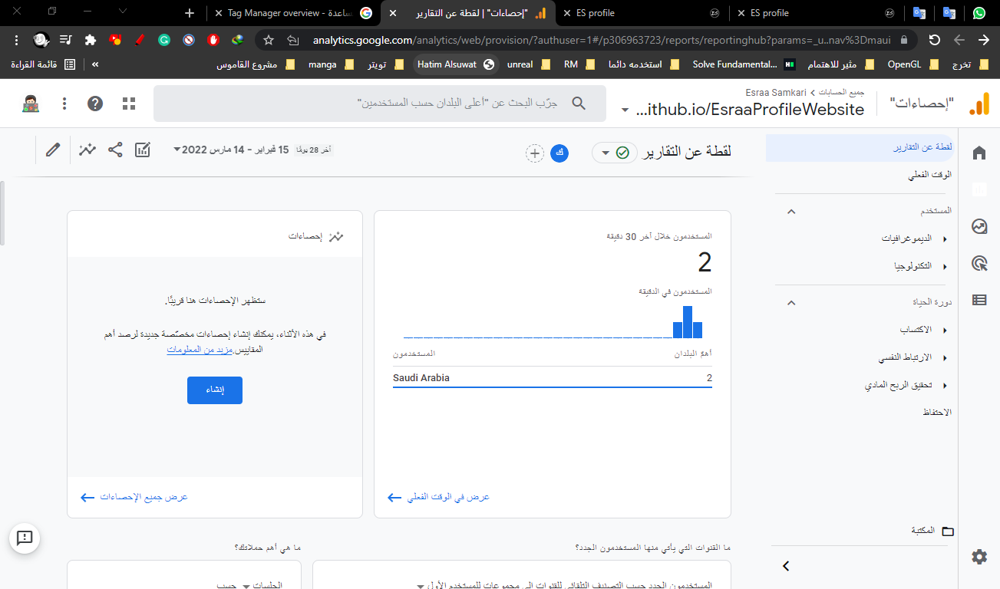 Tag Manager overview - ساعدة
"إحصاءات" | لقطة عن التقارير
ES profile
ES profile
analytics.google.com/analytics/web/provision/?authuser=1#/p306963723/reports/reportinghub?params=_u..nav%3Dmaui
تخرج
OpenGL
مثير للاهتمام
Solve Fundamental...
استخدمه دائما
RM
unreal
Hatim Alsuwat
تويتر
manga
مشروع القاموس
«
قائمة القراءة
"إحصاءات"
جميع الحسابات > Esraa Samkari
...ithub.io/EsraaProfileWebsite
جرّب البحث عن "أعلى البلدان حسب المستخدمين"
لقطة عن التقارير
ك
آخر 28 يومًا
15 فبراير - 14 مارس 2022
لقطة عن التقارير
الوقت الفعلي
المستخدم
الديموغرافيات
التكنولوجيا
دورة الحياة
الاكتساب
الارتباط النفسي
تحقيق الربح المادي
الاحتفاظ
المكتبة
المستخدمون خلال آخر 30 دقيقة
2
المستخدمون في الدقيقة
أهمّ البلدان
المستخدمون
Saudi Arabia
2
عرض في الوقت الفعلي
إحصاءات
ستظهر الإحصاءات هنا قريبًا.
في هذه الأثناء، يمكنك إنشاء إحصاءات مخصّصة جديدة لرصد أهم
المقاييس.مزيد من المعلومات
إنشاء
عرض جميع الإحصاءات
ما القنوات التي يأتي منها المستخدمون الجدد؟
المستخدمون الجدد حسب التصنيف التلقائي للقنوات إلى مجموعات للمستخدم الأول
ما هي أهم حملاتك؟
الجلسات
حسب